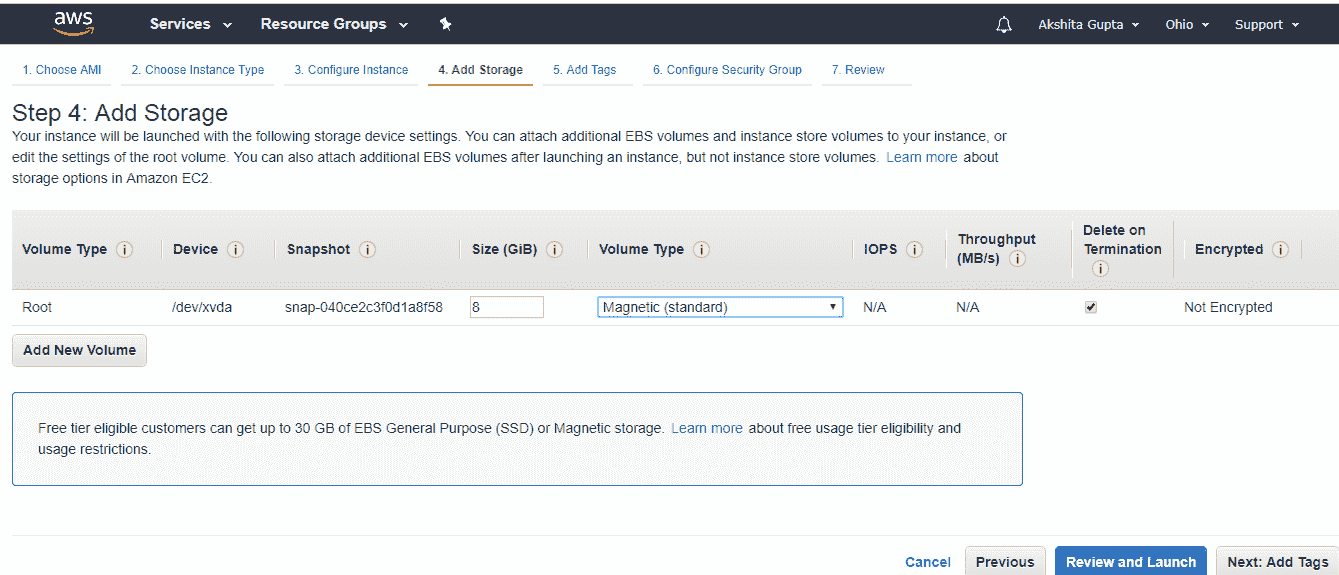 aws Services Resource Groups Akshita Gupta Ohio Support
1. Choose AMI 2. Choose Instance Type 3. Configure Instance 4. Add Storage 5. Add Tags 6. Configure Security Group 7. Review
Step 4: Add Storage
Your instance will be launched with the following storage device settings. You can attach additional EBS volumes and instance store volumes to your instance, or
edit the settings of the root volume. You can also attach additional EBS volumes after launching an instance, but not instance store volumes. Learn more about
storage options in Amazon EC2.
Volume Type i Device i Snapshot i Size (GiB) i Volume Type i IOPS i Throughput (MB/s) i Delete on Termination i Encrypted i
Root /dev/xvda snap-040ce2c3f0d1a8f58 8 Magnetic (standard) N/A N/A Not Encrypted
Add New Volume
Free tier eligible customers can get up to 30 GB of EBS General Purpose (SSD) or Magnetic storage. Learn more about free usage tier eligibility and
usage restrictions.
Cancel Previous Review and Launch Next: Add Tags